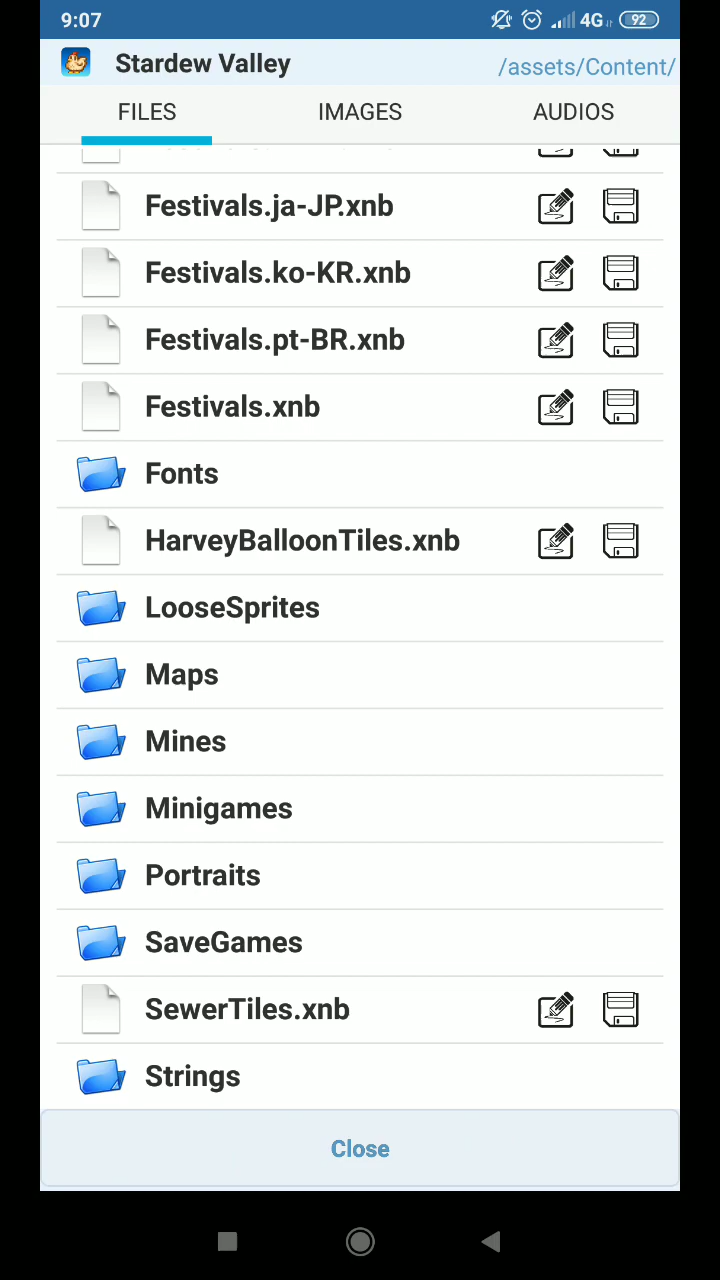 9:07
4G
92
Stardew Valley
/assets/Content/
FILES
IMAGES
AUDIOS
Festivals.ja-JP.xnb
Festivals.ko-KR.xnb
Festivals.pt-BR.xnb
Festivals.xnb
Fonts
HarveyBalloonTiles.xnb
LooseSprites
Maps
Mines
Minigames
Portraits
SaveGames
SewerTiles.xnb
Strings
Close